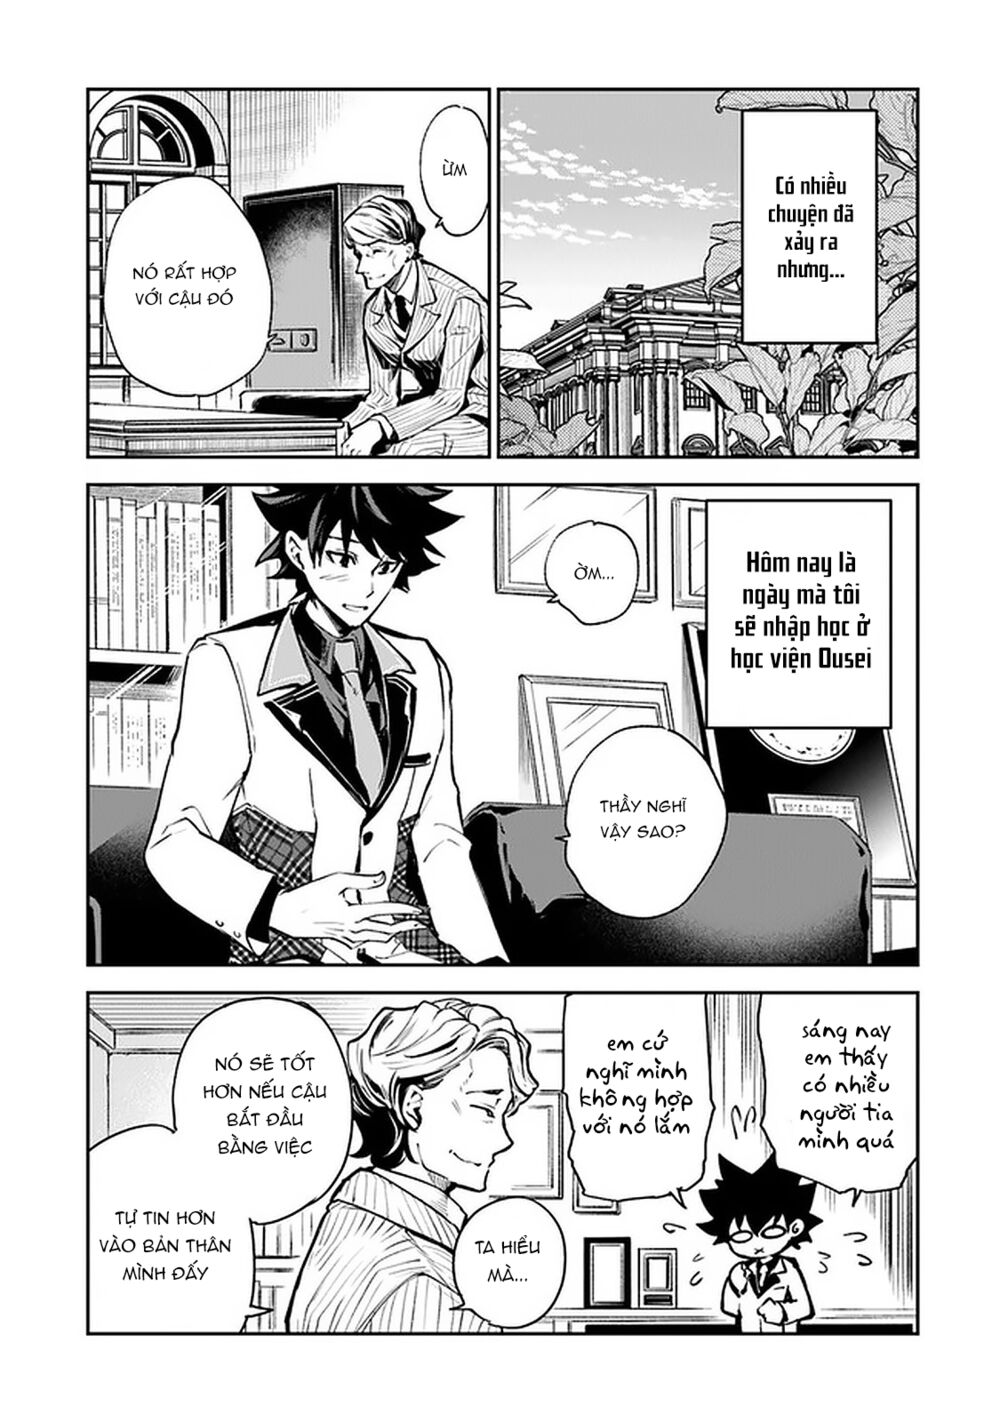 Có nhiều
chuyện đã
xảy ra
nhưng...
ỪM
NÓ RẤT HỢP
VỚI CẬU ĐÓ
Hôm nay là
ngày mà tôi
sẽ nhập học ở
học viện Ousei
ỜM...
THẦY NGHĨ
VẬY SAO?
sáng nay
em thấy
có nhiều
người tia
mình quá
em cứ
nghĩ mình
không hợp
với nó lắm
TA HIỂU
MÀ...
NÓ SẼ TỐT
HƠN NẾU CẬU
BẮT ĐẦU
BẰNG VIỆC
TỰ TIN HƠN
VÀO BẢN THÂN
MÌNH ĐẤY